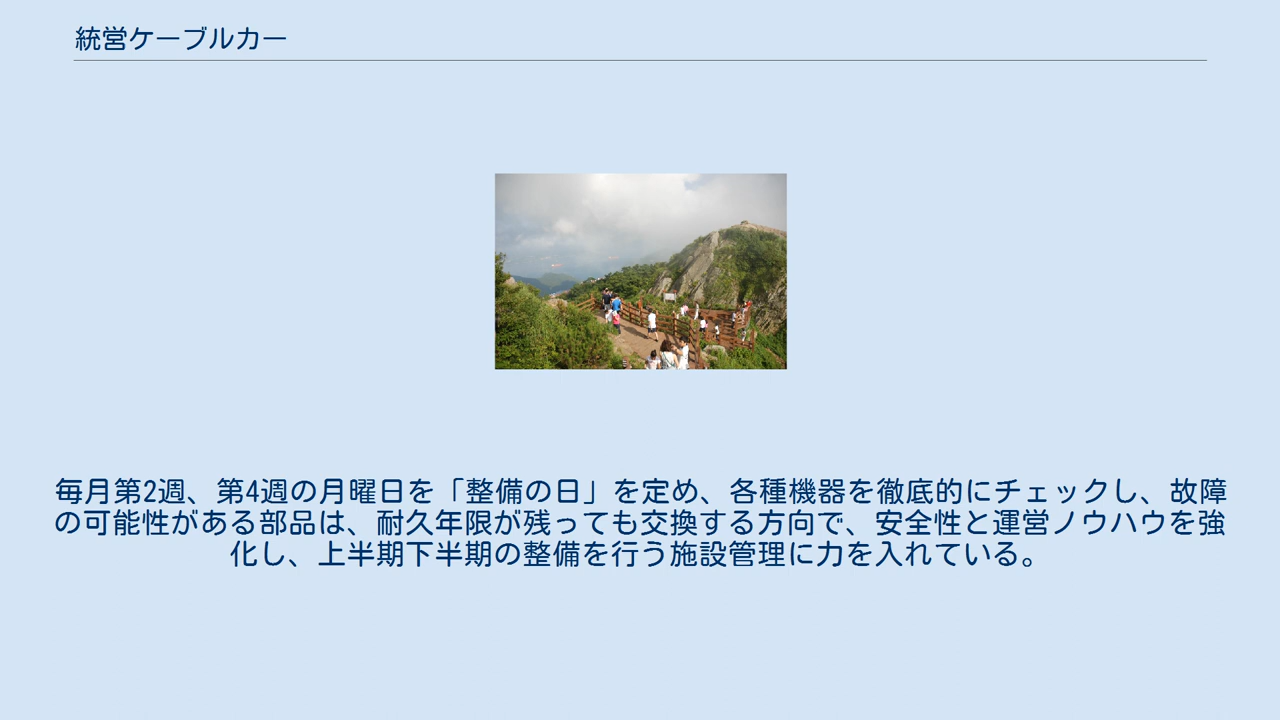 統営ケーブルカー
毎月第2週、第4週の月曜日を「整備の日」を定め、各種機器を徹底的にチェックし、故障
の可能性がある部品は、耐久年限が残っても交換する方向で、安全性と運営ノウハウを強
化し、上半期下半期の整備を行う施設管理に力を入れている。